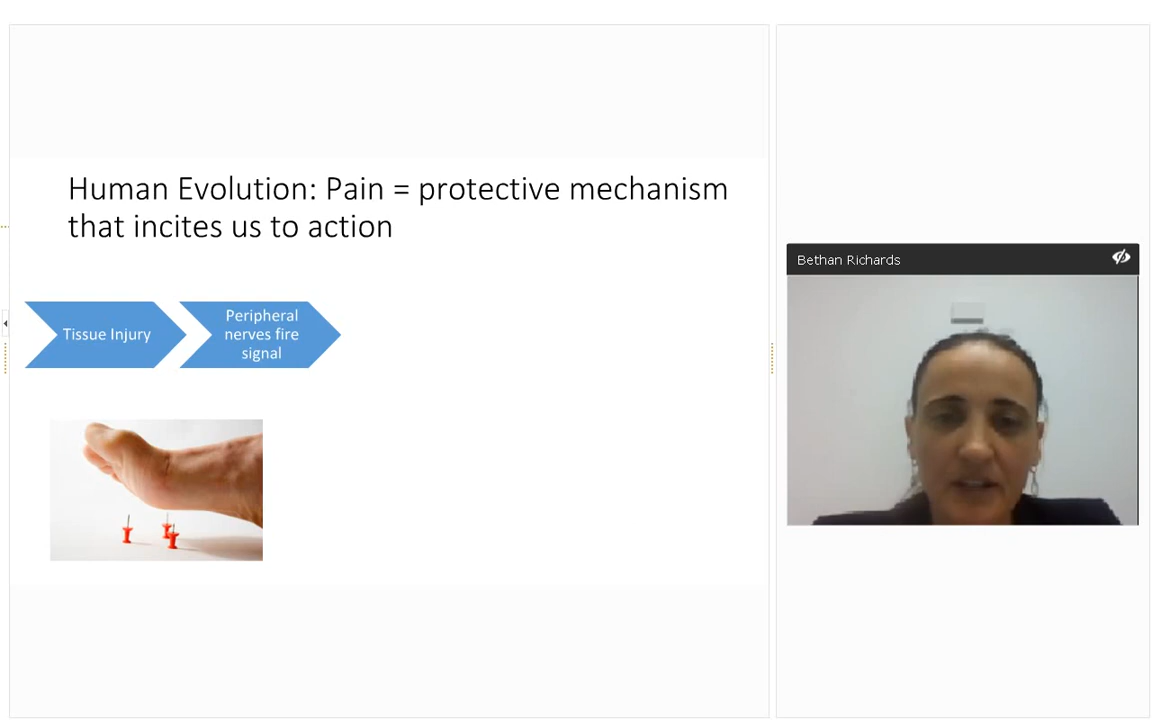 Human Evolution: Pain = protective mechanism
that incites us to action
Tissue Injury
Peripheral
nerves fire
signal
Bethan Richards